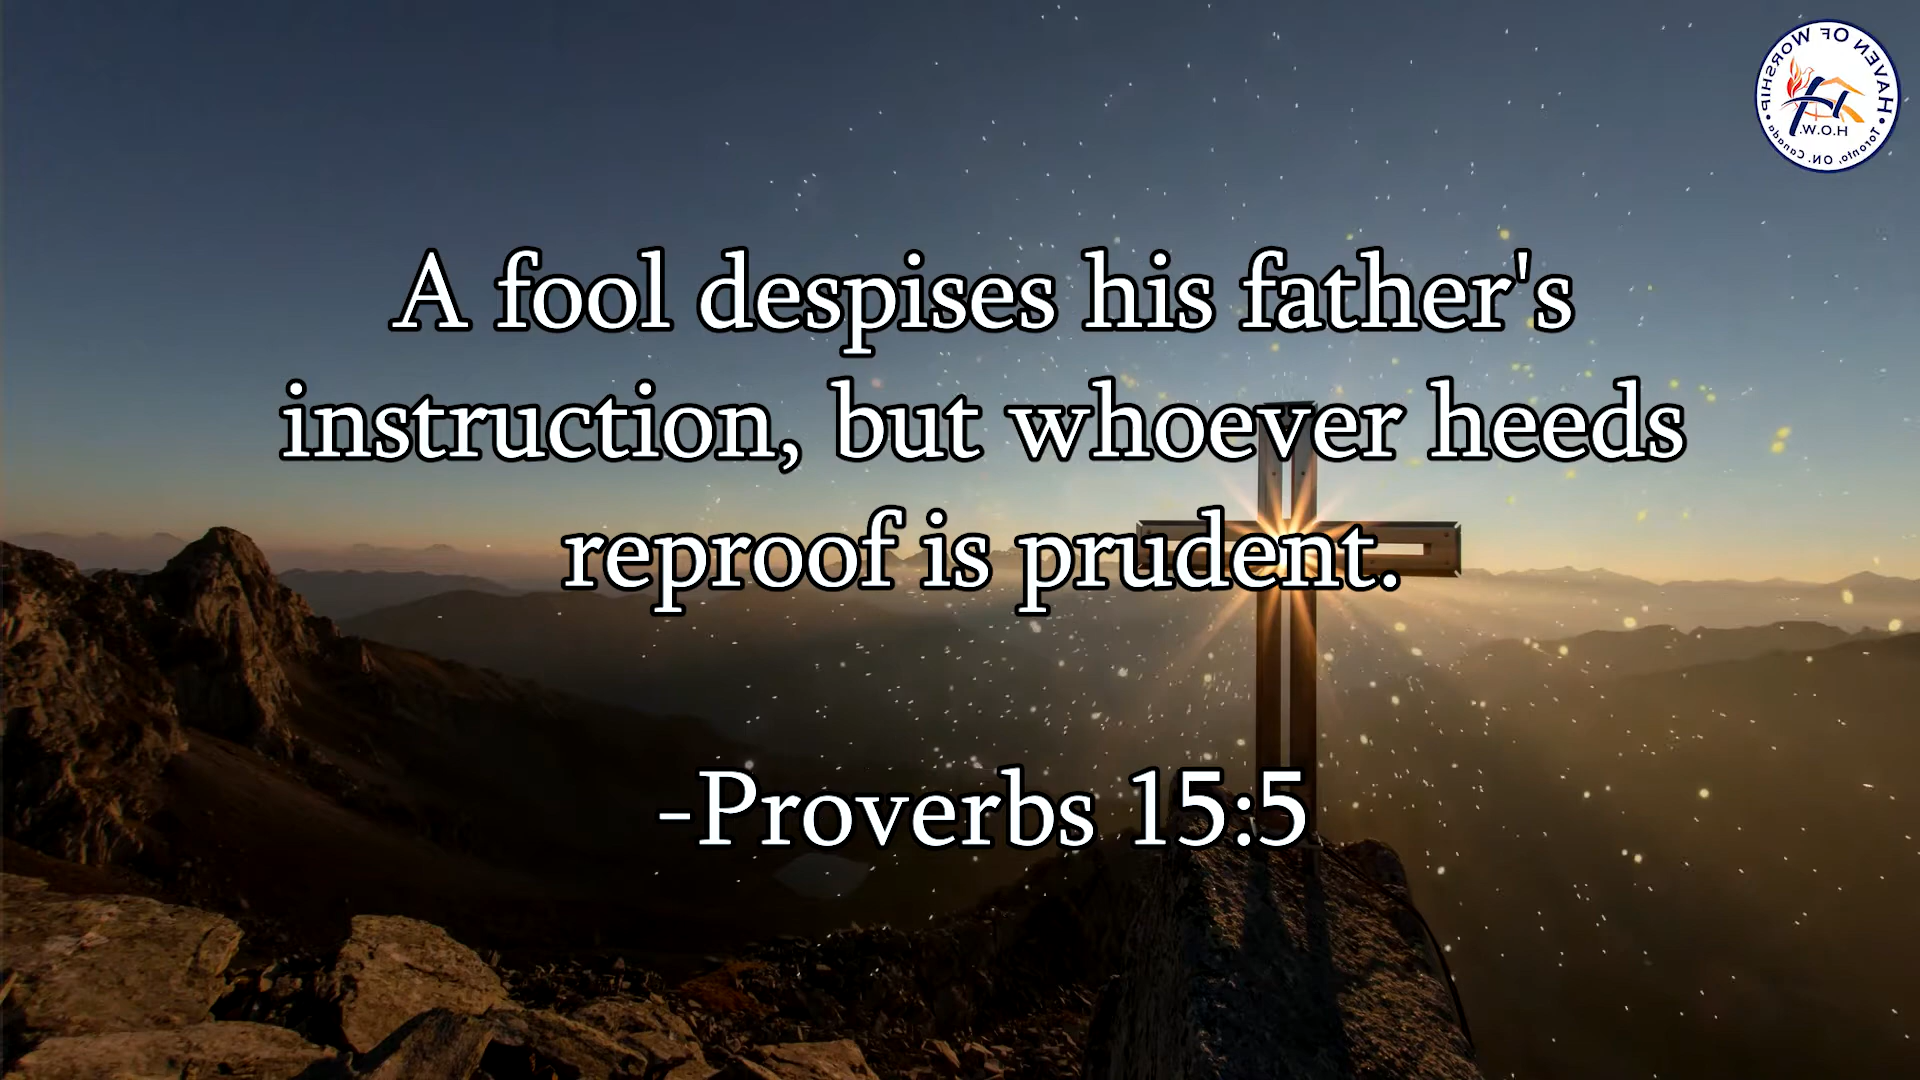 HAVEN OF WORSHIP
H.O.W.
Toronto, ON. Canada
A fool despises his father's
instruction, but whoever heeds
reproof is prudent.
-Proverbs 15:5